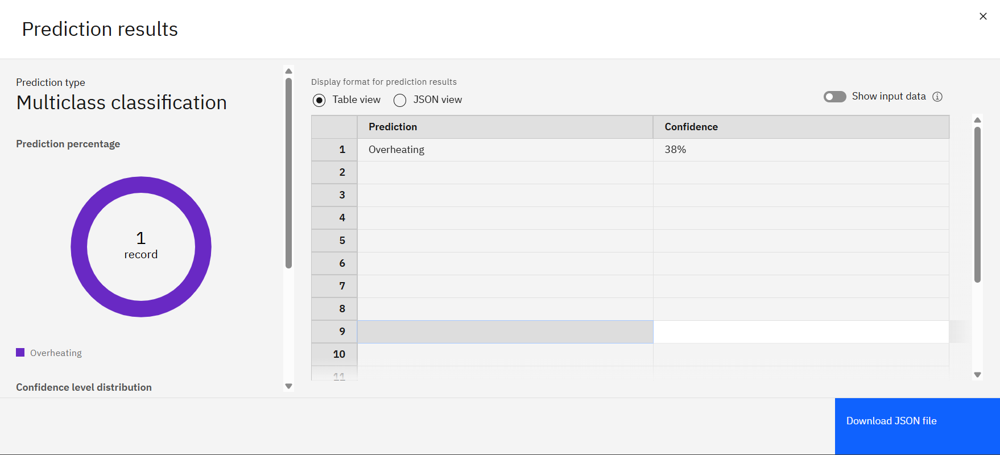 Prediction results
Prediction type
Multiclass classification
Prediction percentage
1
record
Overheating
Confidence level distribution
Display format for prediction results
Table view JSON view
Show input data
Prediction Confidence
1 Overheating 38%
2
3
4
5
6
7
8
9
10
11
Download JSON file